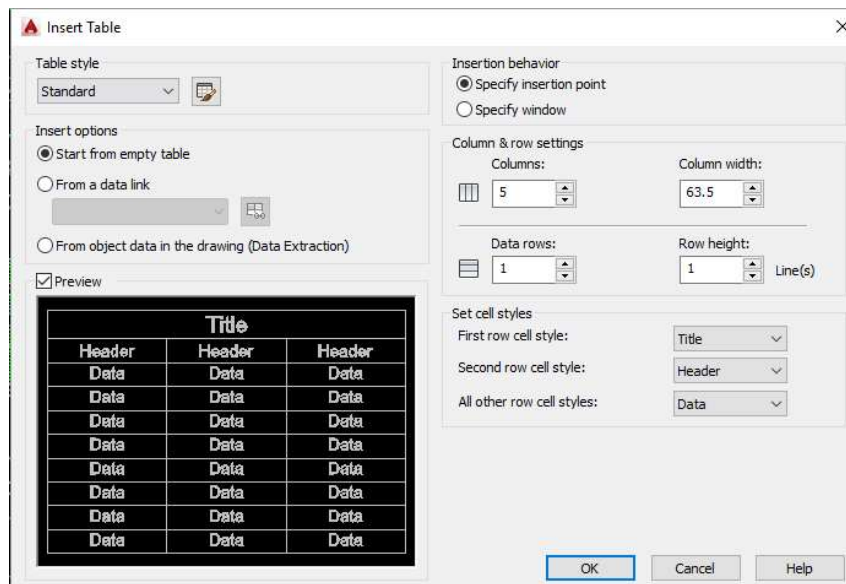 Insert Table
Table style
Standard
Insert options
Start from empty table
From a data link
From object data in the drawing (Data Extraction)
Preview
Title
Header Header Header
Data Data Data
Data Data Data
Data Data Data
Data Data Data
Data Data Data
Data Data Data
Data Data Data
Data Data Data
Insertion behavior
Specify insertion point
Specify window
Column & row settings
Columns: Column width:
5 63.5
Data rows: Row height:
1 1 Line(s)
Set cell styles
First row cell style: Title
Second row cell style: Header
All other row cell styles: Data
OK Cancel Help